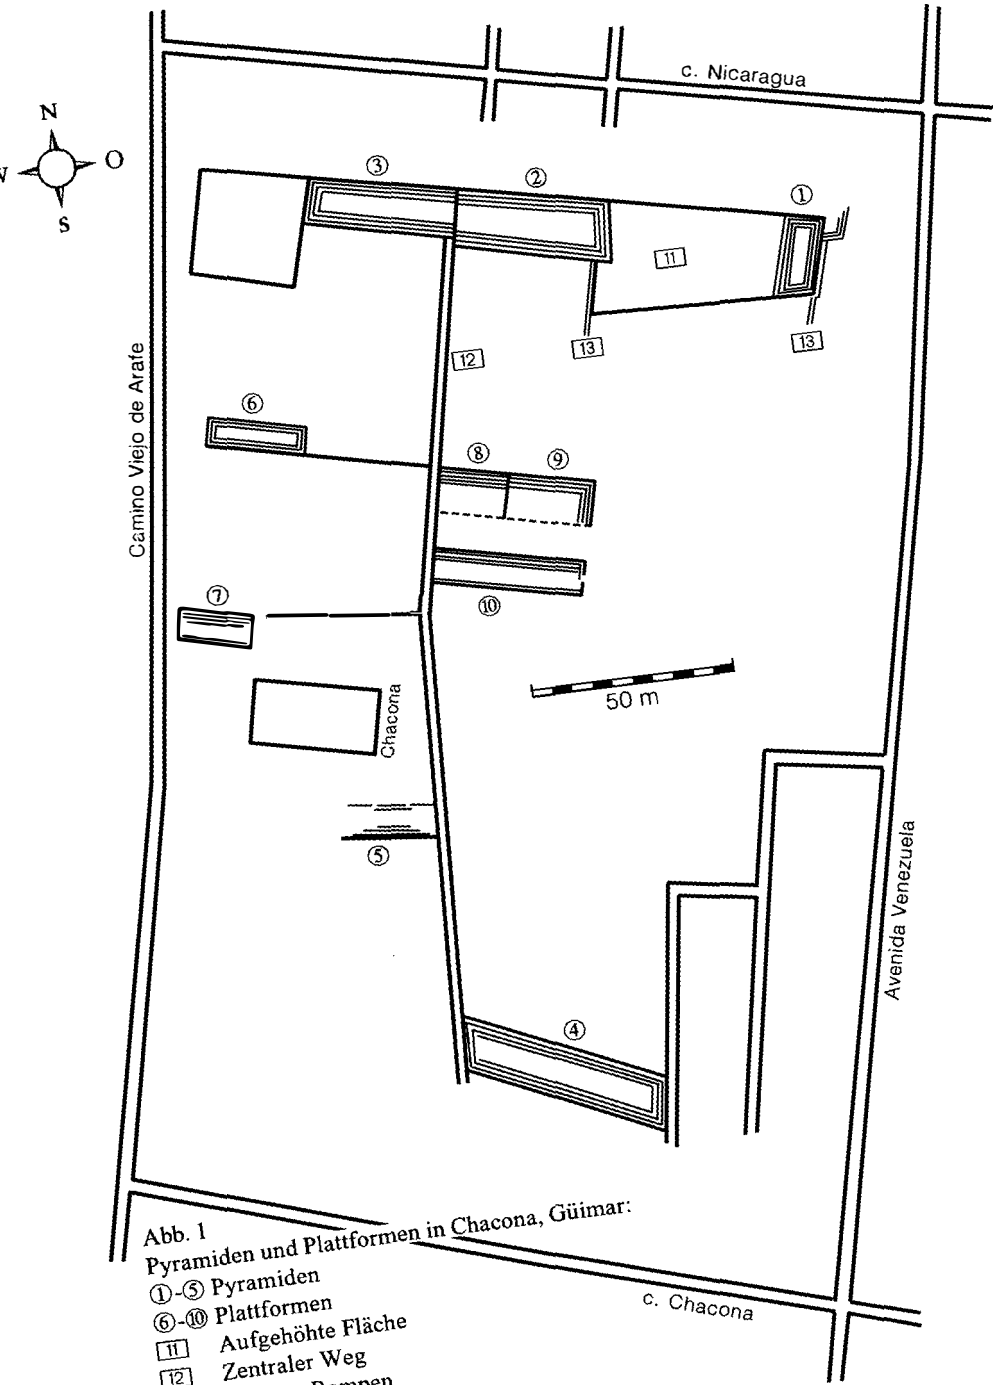 c. Nicaragua
N
O
S
③
②
①
11
13
13
12
Camino Viejo de Arafe
⑥
⑧
⑨
⑦
⑩
50 m
Chacona
⑤
Avenida Venezuela
④
Abb. 1
Pyramiden und Plattformen in Chacona, Güimar:
①-⑤ Pyramiden
⑥-⑩ Plattformen
11 Aufgehöhte Fläche
12 Zentraler Weg
c. Chacona